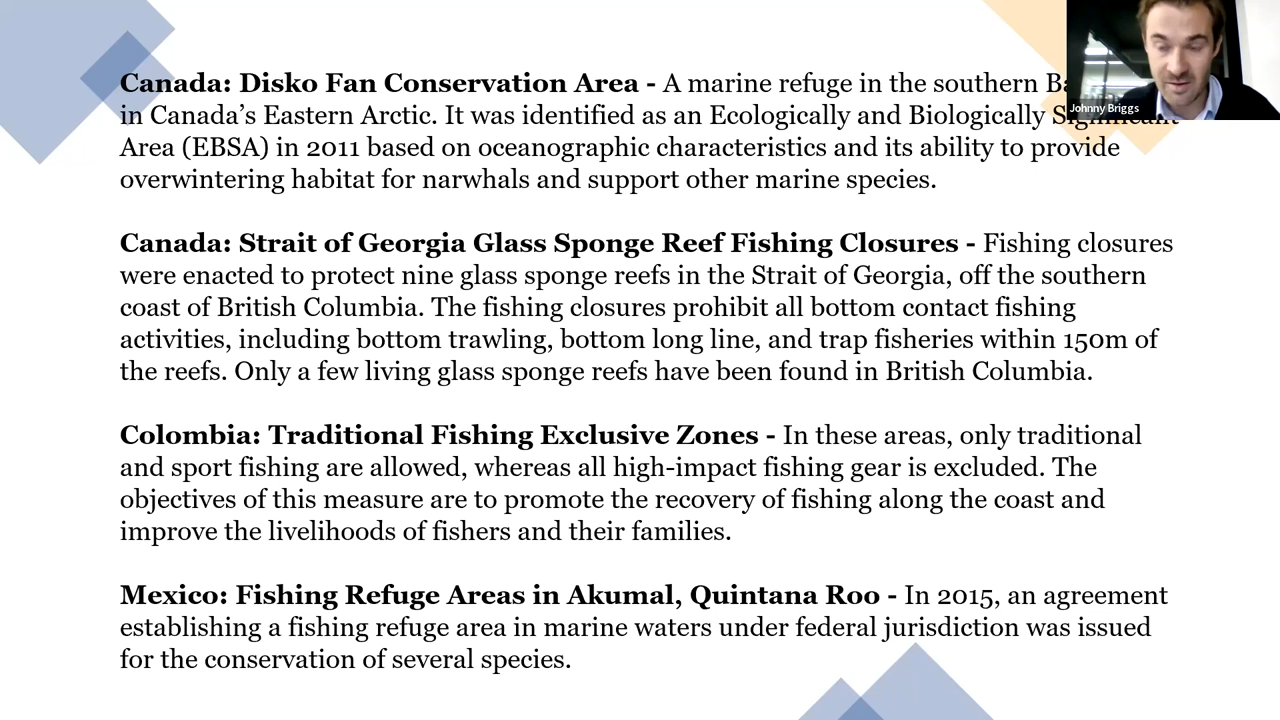 Canada: Disko Fan Conservation Area - A marine refuge in the southern
in Canada’s Eastern Arctic. It was identified as an Ecologically and Biologically Significant
Area (EBSA) in 2011 based on oceanographic characteristics and its ability to provide
overwintering habitat for narwhals and support other marine species.
Canada: Strait of Georgia Glass Sponge Reef Fishing Closures - Fishing closures
were enacted to protect nine glass sponge reefs in the Strait of Georgia, off the southern
coast of British Columbia. The fishing closures prohibit all bottom contact fishing
activities, including bottom trawling, bottom long line, and trap fisheries within 150m of
the reefs. Only a few living glass sponge reefs have been found in British Columbia.
Colombia: Traditional Fishing Exclusive Zones - In these areas, only traditional
and sport fishing are allowed, whereas all high-impact fishing gear is excluded. The
objectives of this measure are to promote the recovery of fishing along the coast and
improve the livelihoods of fishers and their families.
Mexico: Fishing Refuge Areas in Akumal, Quintana Roo - In 2015, an agreement
establishing a fishing refuge area in marine waters under federal jurisdiction was issued
for the conservation of several species.
Johnny Briggs